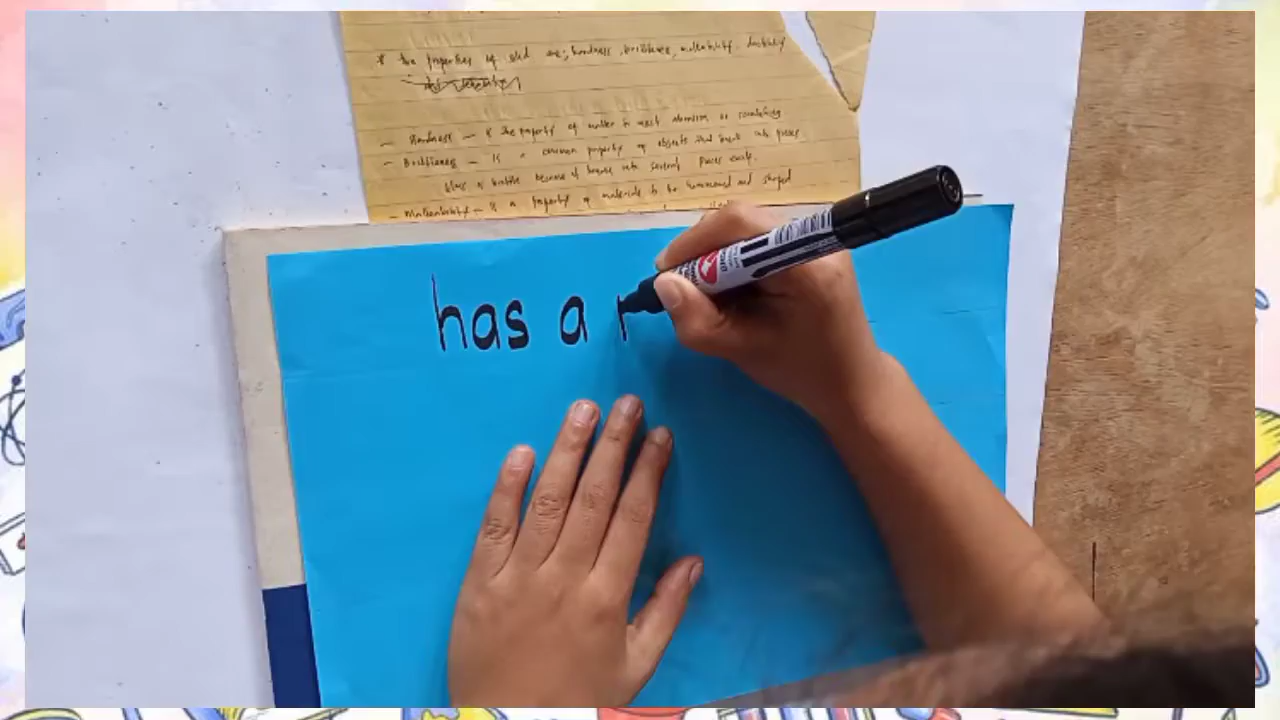 * five properties of solid are; hardness, brittleness, malleability, ductility
- Hardness - is the property of matter to resist abrasion or scratching
- Brittleness - is a common property of objects that break into pieces
Glass is brittle because it breaks into several pieces easily.
- Malleability - is a property of materials to be hammered and shaped
has a